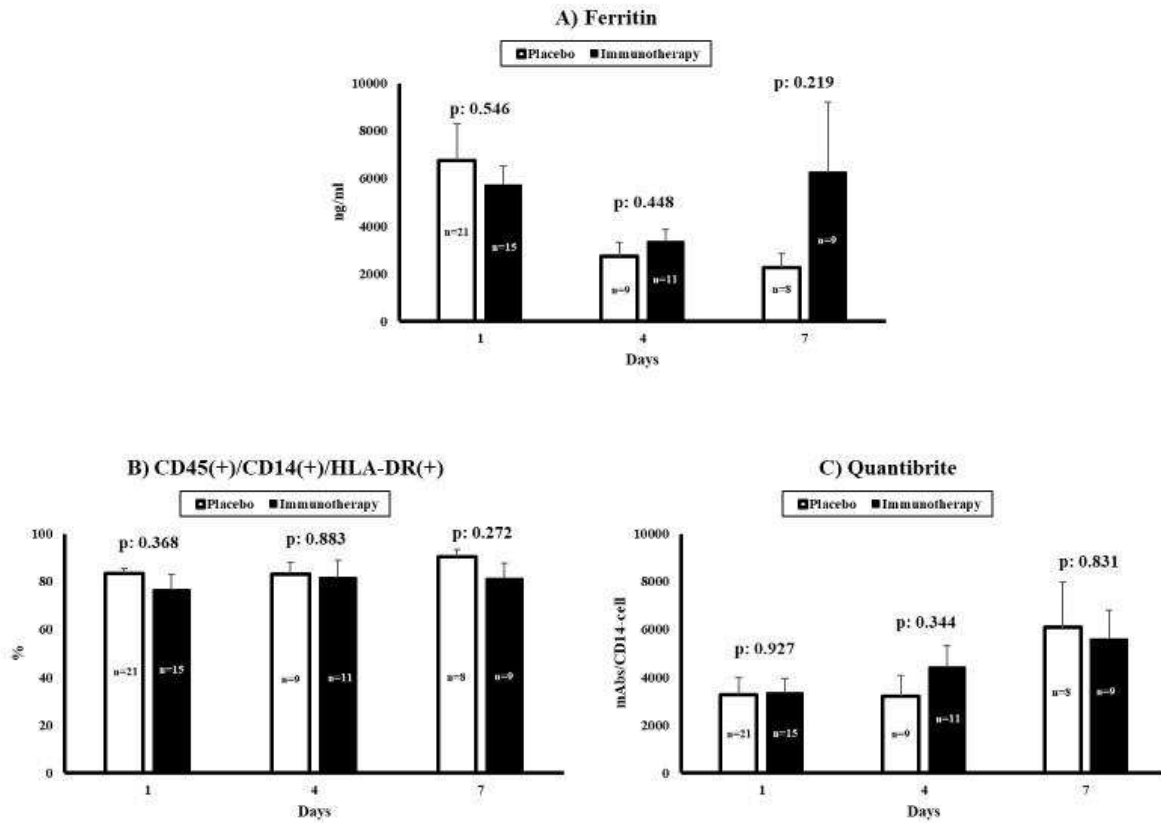 A) Ferritin
Placebo Immunotherapy
10000
8000
6000
4000
2000
0
ng/ml
p: 0.546
p: 0.448
p: 0.219
n=21
n=15
n=9
n=11
n=8
n=9
1 4 7
Days
B) CD45(+)/CD14(+)/HLA-DR(+)
Placebo Immunotherapy
100
80
60
40
20
0
%
p: 0.368
p: 0.883
p: 0.272
n=21
n=15
n=9
n=11
n=8
n=9
1 4 7
Days
C) Quantibrite
Placebo Immunotherapy
10000
8000
6000
4000
2000
0
mAbs/CD14-cell
p: 0.927
p: 0.344
p: 0.831
n=21
n=15
n=9
n=11
n=8
n=9
1 4 7
Days